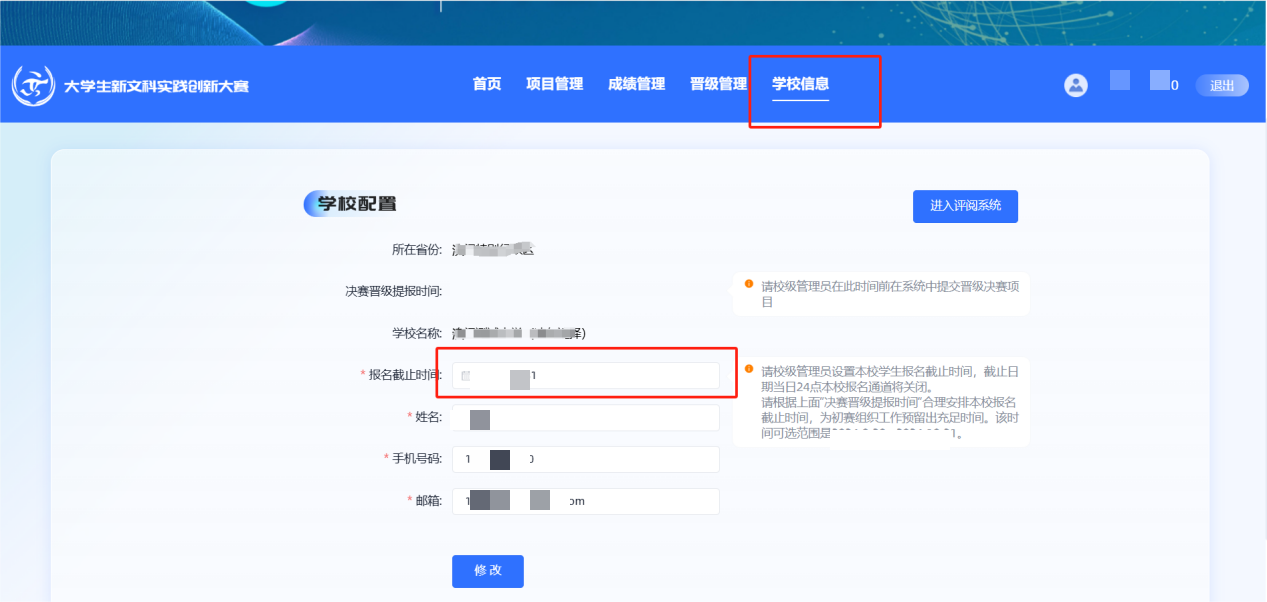 大学生新文科实践创新大赛
首页 项目管理 成绩管理 晋级管理 学校信息
0 退出
学校配置
进入评阅系统
所在省份:
决赛晋级提报时间:
请校级管理员在此时间前在系统中提交晋级决赛项
目
学校名称:
* 报名截止时间:
1
请校级管理员设置本校学生报名截止时间，截止日
期当日24点本校报名通道将关闭。
请根据上面"决赛晋级提报时间"合理安排本校报名
截止时间，为初赛组织工作预留出充足时间。该时
间可选范围是
* 姓名:
* 手机号码: 1 0
* 邮箱: 1 om
修 改